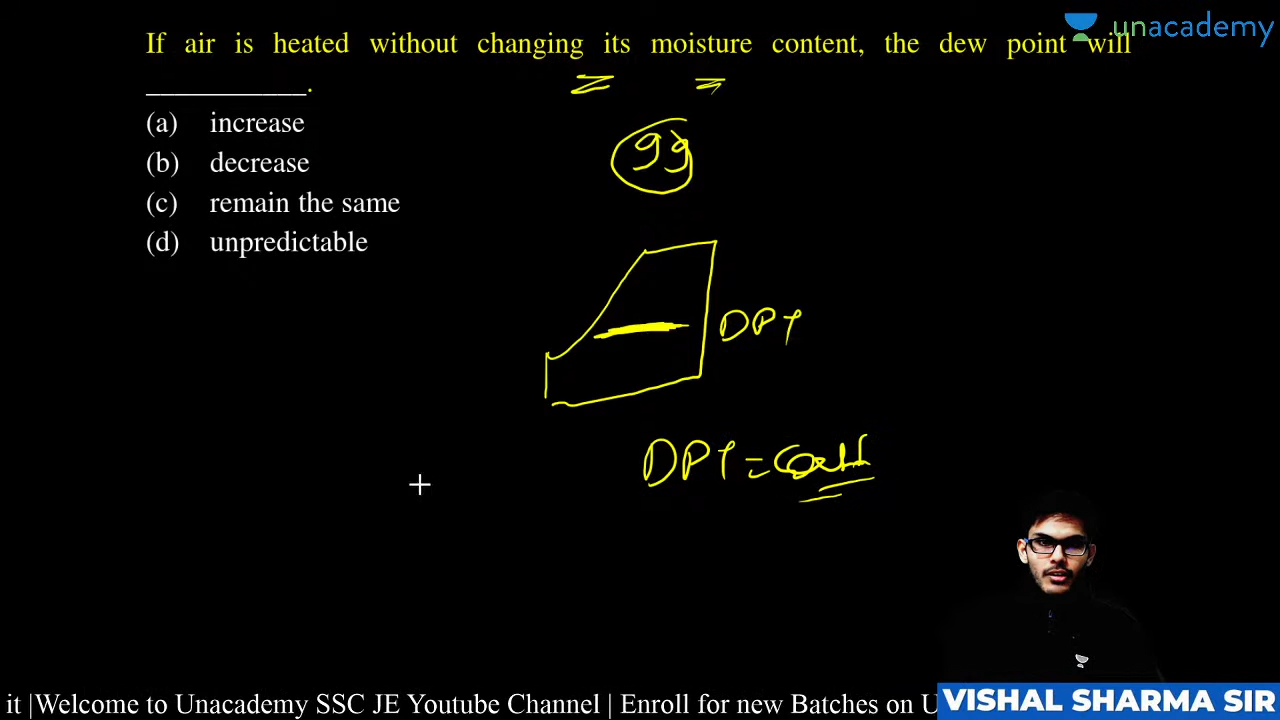 If air is heated without changing its moisture content, the dew point will
___________.
(a) increase
(b) decrease
(c) remain the same
(d) unpredictable
99
DPT
DPT =
unacademy
it |Welcome to Unacademy SSC JE Youtube Channel | Enroll for new Batches on U
VISHAL SHARMA SIR